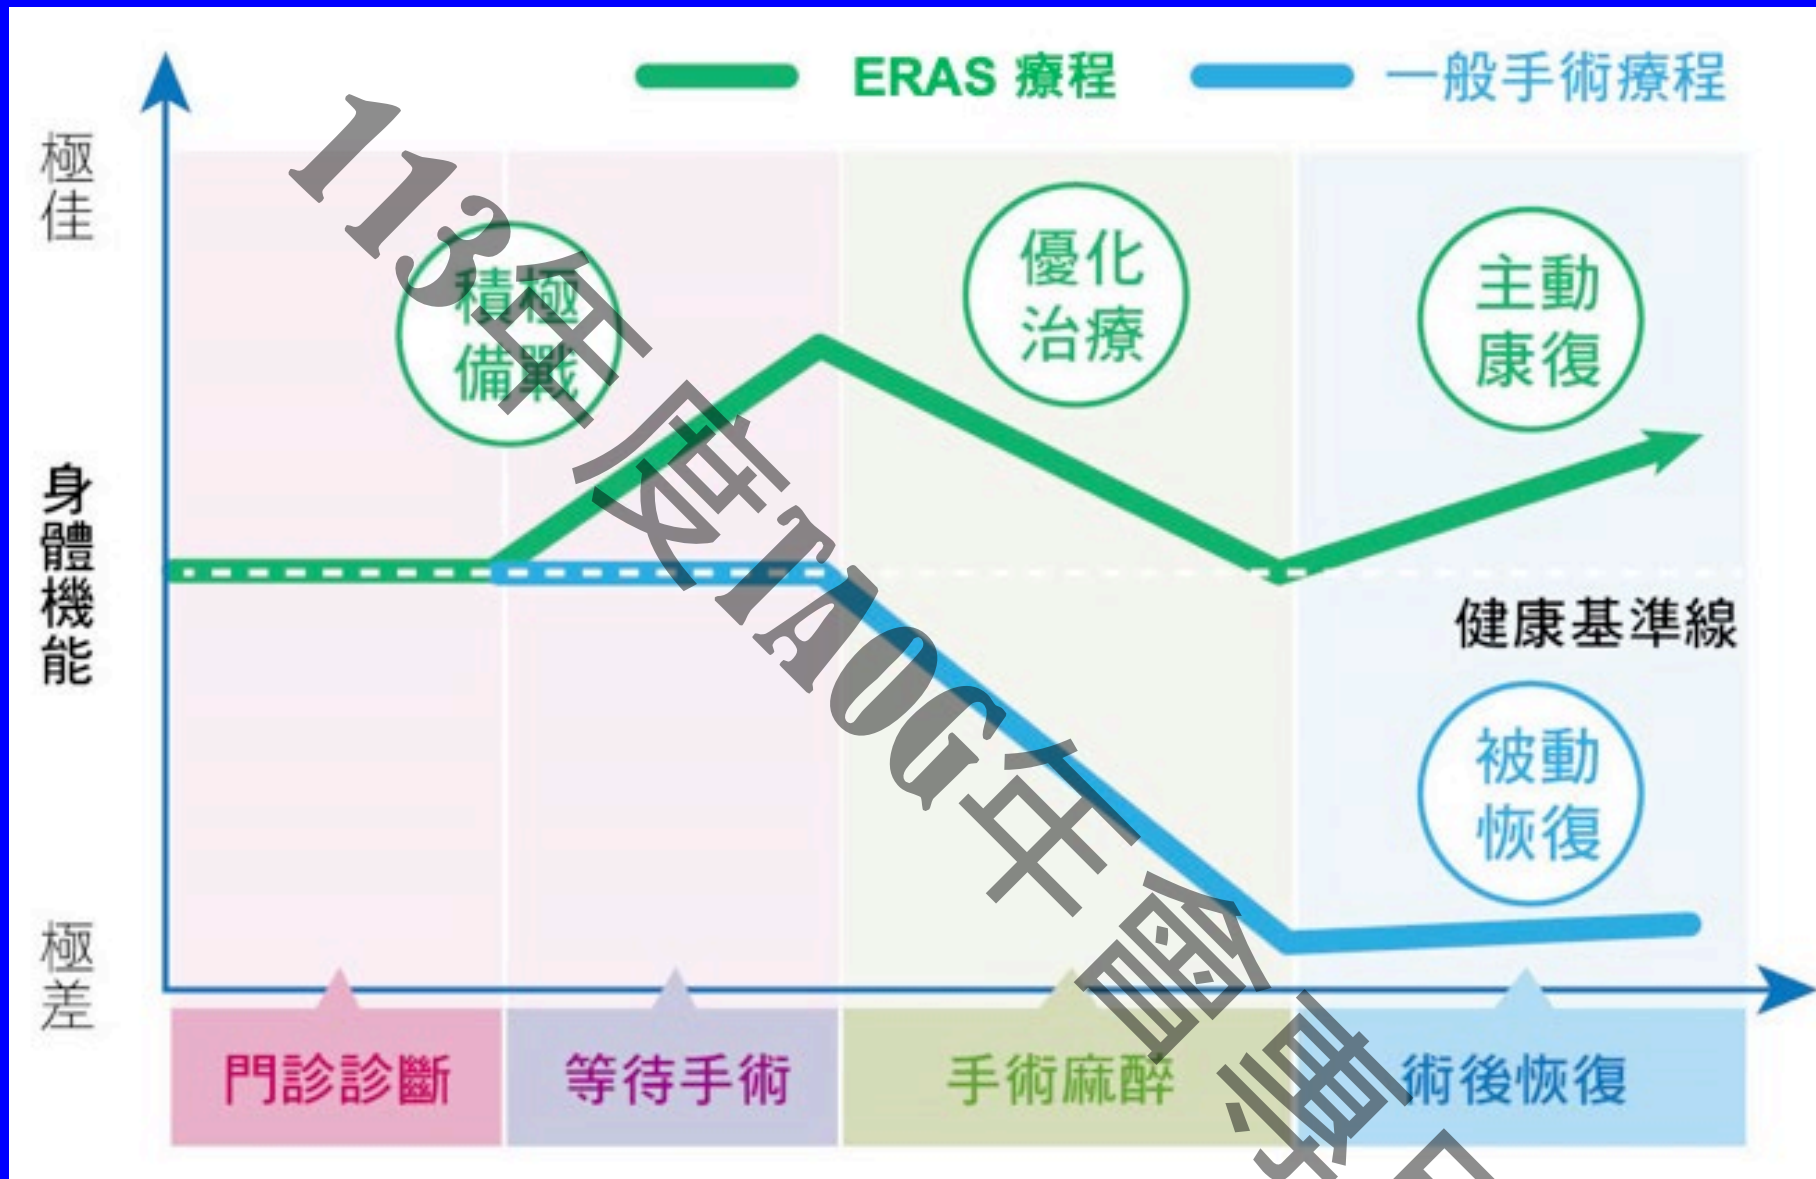 ERAS 療程
一般手術療程
極佳
身體機能
極差
積極
備戰
優化
治療
主動
康復
健康基準線
被動
恢復
門診診斷
等待手術
手術麻醉
術後恢復
113年度TAOG年會專